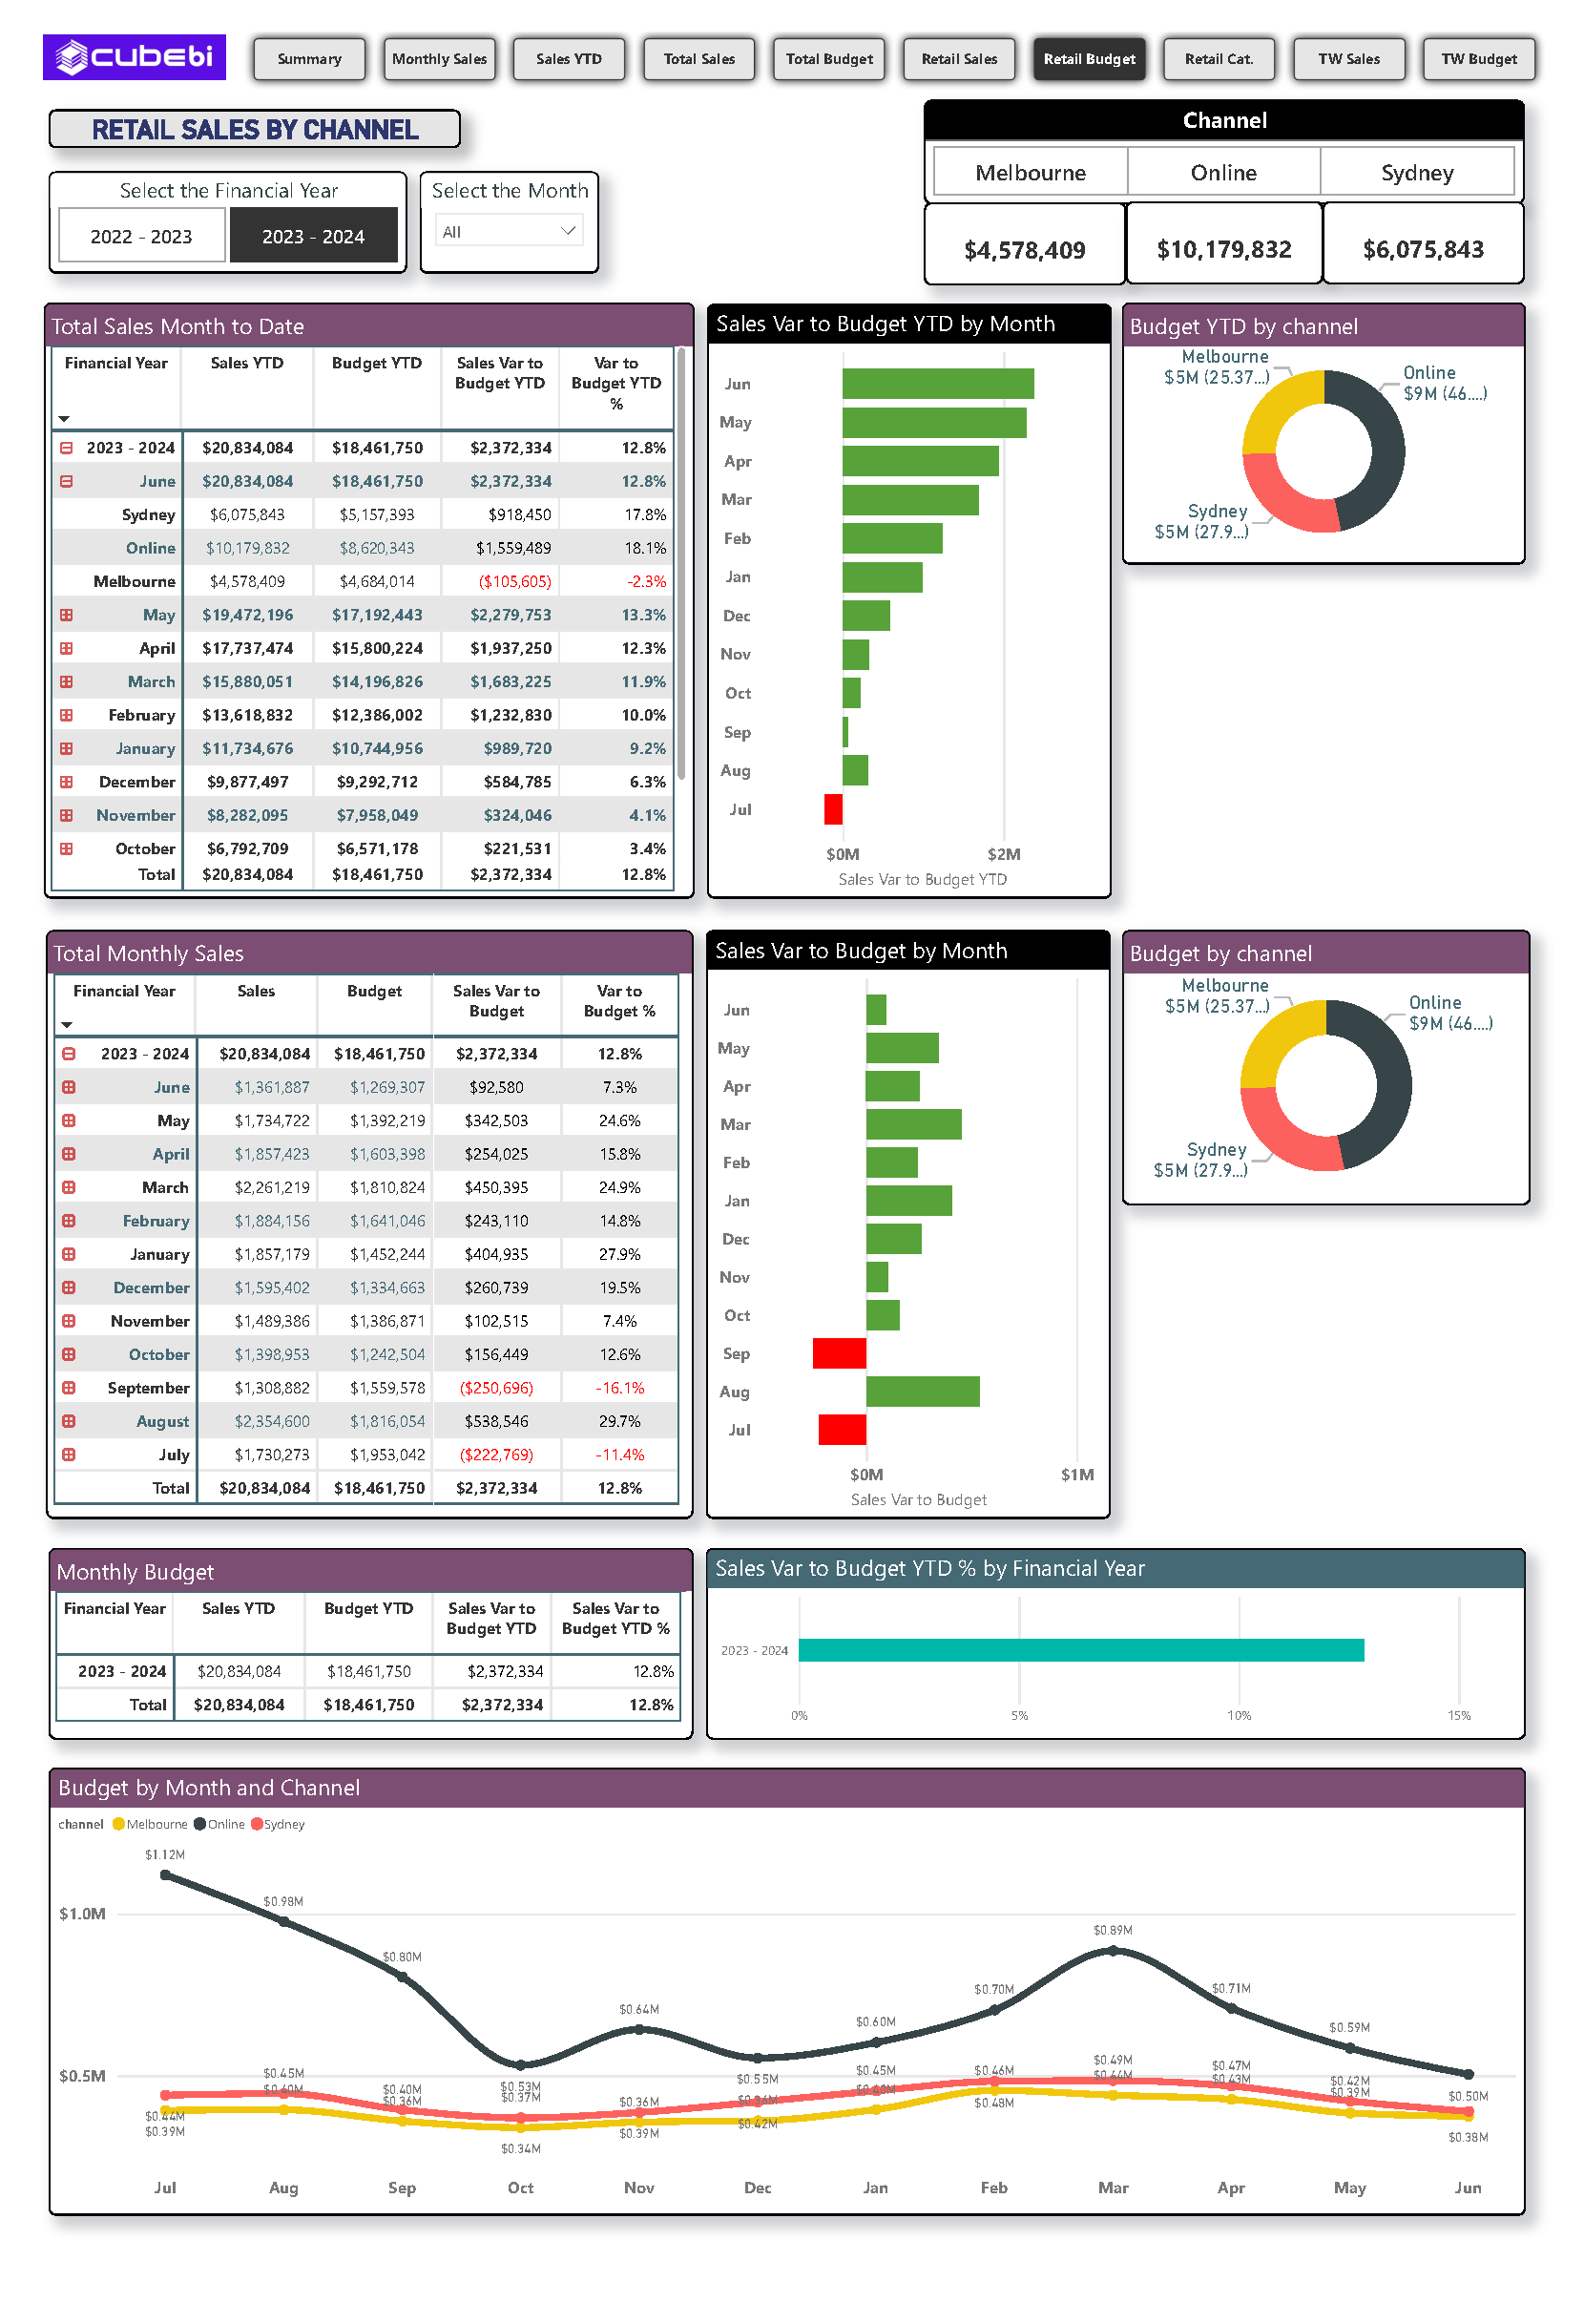 cubebi
Summary
Monthly Sales
Sales YTD
Total Sales
Total Budget
Retail Sales
Retail Budget
Retail Cat.
TW Sales
TW Budget
RETAIL SALES BY CHANNEL
Select the Financial Year
2022 - 2023
2023 - 2024
Select the Month
All
Channel
Melbourne Online Sydney
$4,578,409 $10,179,832 $6,075,843
Total Sales Month to Date
Financial Year Sales YTD Budget YTD Sales Var to Var to
Budget YTD Budget YTD
%
2023 - 2024 $20,834,084 $18,461,750 $2,372,334 12.8%
June $20,834,084 $18,461,750 $2,372,334 12.8%
Sydney $6,075,843 $5,157,393 $918,450 17.8%
Online $10,179,832 $8,620,343 $1,559,489 18.1%
Melbourne $4,578,409 $4,684,014 ($105,605) -2.3%
May $19,472,196 $17,192,443 $2,279,753 13.3%
April $17,737,474 $15,800,224 $1,937,250 12.3%
March $15,880,051 $14,196,826 $1,683,225 11.9%
February $13,618,832 $12,386,002 $1,232,830 10.0%
January $11,734,676 $10,744,956 $989,720 9.2%
December $9,877,497 $9,292,712 $584,785 6.3%
November $8,282,095 $7,958,049 $324,046 4.1%
October $6,792,709 $6,571,178 $221,531 3.4%
Total $20,834,084 $18,461,750 $2,372,334 12.8%
Sales Var to Budget YTD by Month
Jun
May
Apr
Mar
Feb
Jan
Dec
Nov
Oct
Sep
Aug
Jul
$0M $2M
Sales Var to Budget YTD
Budget YTD by channel
Melbourne
$5M (25.37...)
Online
$9M (46....)
Sydney
$5M (27.9...)
Total Monthly Sales
Financial Year Sales Budget Sales Var to Var to
Budget Budget %
2023 - 2024 $20,834,084 $18,461,750 $2,372,334 12.8%
June $1,361,887 $1,269,307 $92,580 7.3%
May $1,734,722 $1,392,219 $342,503 24.6%
April $1,857,423 $1,603,398 $254,025 15.8%
March $2,261,219 $1,810,824 $450,395 24.9%
February $1,884,156 $1,641,046 $243,110 14.8%
January $1,857,179 $1,452,244 $404,935 27.9%
December $1,595,402 $1,334,663 $260,739 19.5%
November $1,489,386 $1,386,871 $102,515 7.4%
October $1,398,953 $1,242,504 $156,449 12.6%
September $1,308,882 $1,559,578 ($250,696) -16.1%
August $2,354,600 $1,816,054 $538,546 29.7%
July $1,730,273 $1,953,042 ($222,769) -11.4%
Total $20,834,084 $18,461,750 $2,372,334 12.8%
Sales Var to Budget by Month
Jun
May
Apr
Mar
Feb
Jan
Dec
Nov
Oct
Sep
Aug
Jul
$0M $1M
Sales Var to Budget
Budget by channel
Melbourne
$5M (25.37...)
Online
$9M (46....)
Sydney
$5M (27.9...)
Monthly Budget
Financial Year Sales YTD Budget YTD Sales Var to Sales Var to
Budget YTD Budget YTD %
2023 - 2024 $20,834,084 $18,461,750 $2,372,334 12.8%
Total $20,834,084 $18,461,750 $2,372,334 12.8%
Sales Var to Budget YTD % by Financial Year
2023 - 2024
0% 5% 10% 15%
Budget by Month and Channel
channel Melbourne Online Sydney
$1.0M
$0.5M
$1.12M $0.98M $0.80M $0.53M $0.64M $0.55M $0.60M $0.70M $0.89M $0.71M $0.59M $0.50M
$0.44M $0.45M $0.40M $0.37M $0.36M $0.36M $0.45M $0.46M $0.49M $0.47M $0.42M
$0.39M $0.40M $0.36M $0.34M $0.39M $0.42M $0.40M $0.48M $0.44M $0.43M $0.39M $0.38M
Jul Aug Sep Oct Nov Dec Jan Feb Mar Apr May Jun